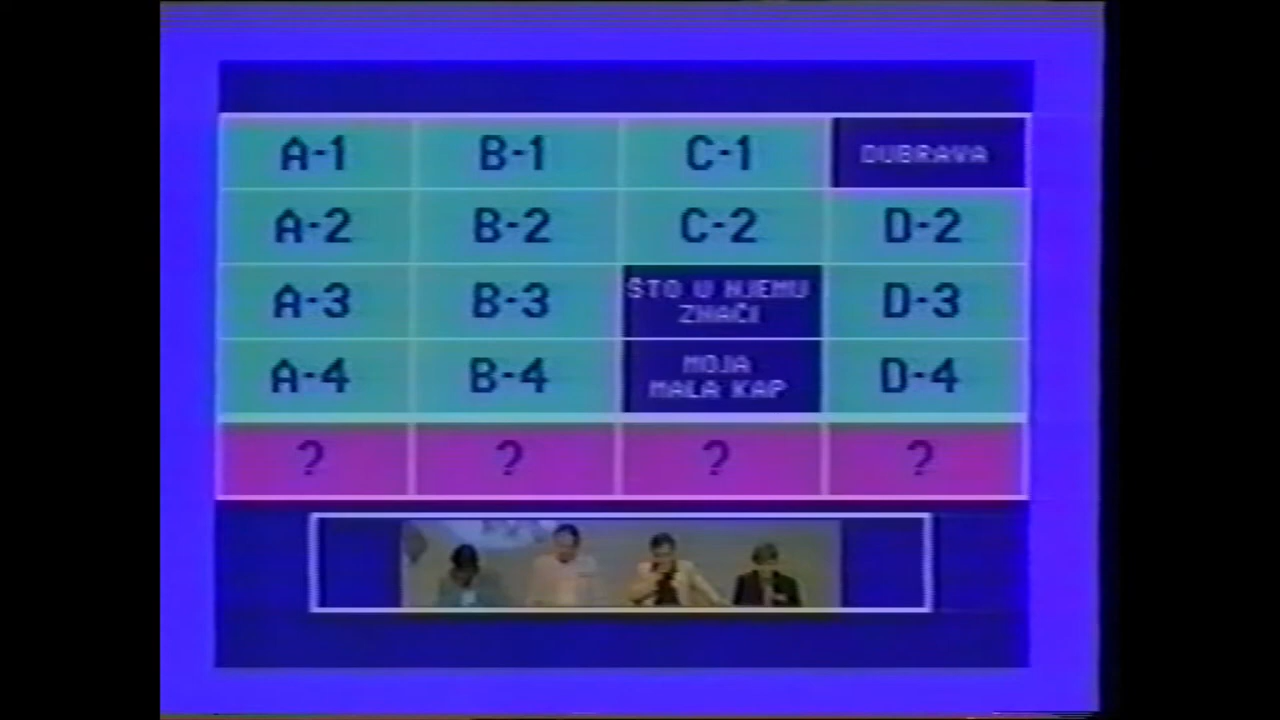 A-1 B-1 C-1 DUBRAVA
A-2 B-2 C-2 D-2
A-3 B-3 ŠTO U NJEMU ZNAČI D-3
A-4 B-4 MOJA MALA KAP D-4
? ? ? ?